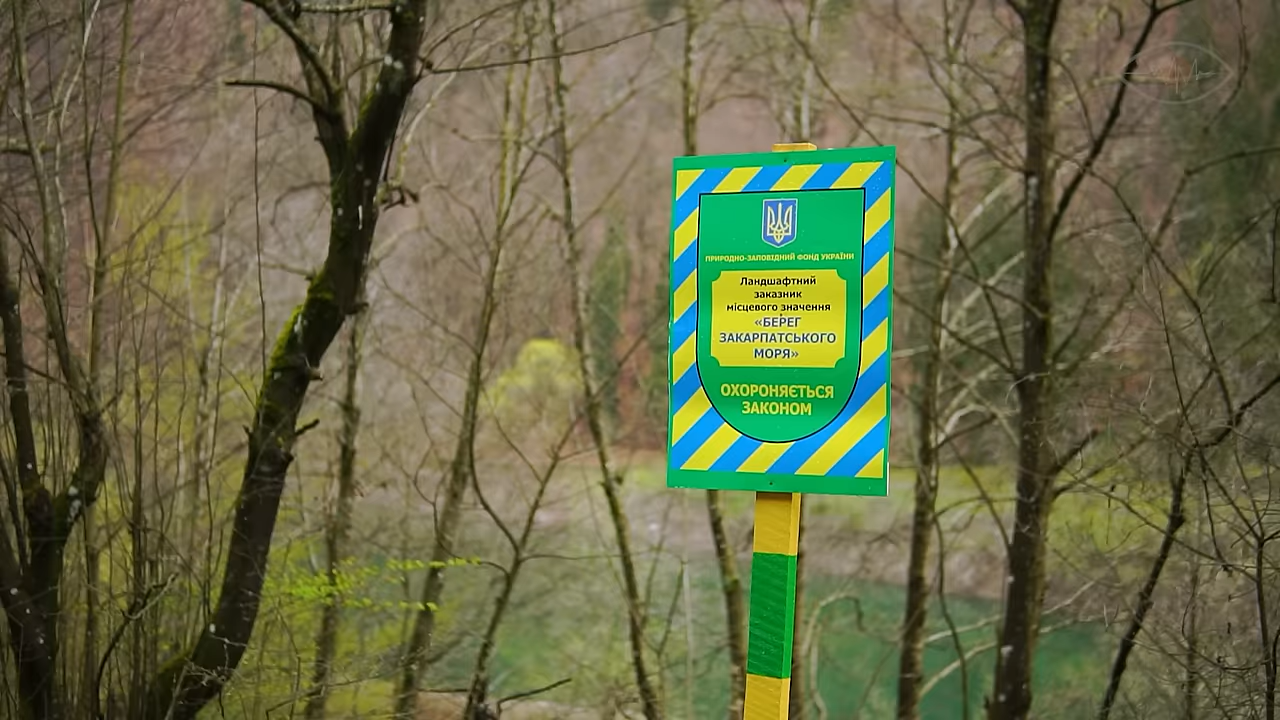 ПРИРОДНО-ЗАПОВІДНИЙ ФОНД УКРАЇНИ
Ландшафтний
заказник
місцевого значення
«БЕРЕГ
ЗАКАРПАТСЬКОГО
МОРЯ»
ОХОРОНЯЄТЬСЯ
ЗАКОНОМ